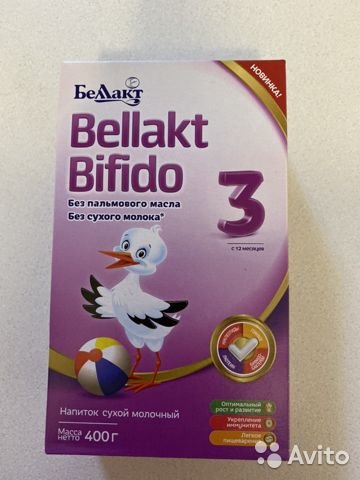 БеЛЛакт
НОВИНКА!
Bellakt
Bifido
Без пальмового масла
Без сухого молока*
3
с 12 месяцев
Напиток сухой молочный
Масса
нетто
400 г
Оптимальный
рост и развитие
Укрепление
иммунитета
Легкое
пищеварение
Avito